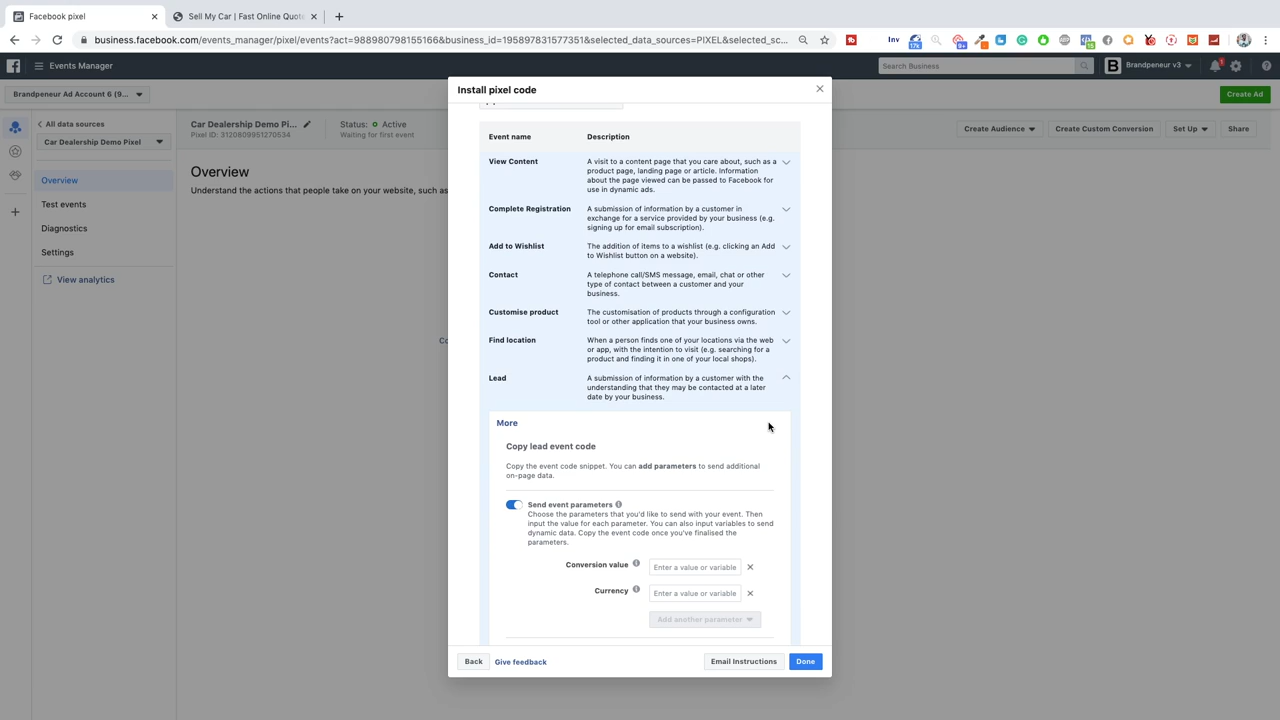 Facebook pixel
Sell My Car | Fast Online Quote
business.facebook.com/events_manager/pixel/events?act=988980798155166&business_id=195897831577351&selected_data_sources=PIXEL&selected_sc...
Inv
Events Manager
Search Business
Brandpeneur v3
Brandpeneur Ad Account 6 (9...
Create Ad
Install pixel code
All data sources
Car Dealership Demo Pixel
Car Dealership Demo Pi...
Pixel ID: 3120809951270534
Status: Active
Waiting for first event
Create Audience
Create Custom Conversion
Set Up
Share
Overview
Test events
Diagnostics
Settings
View analytics
Overview
Understand the actions that people take on your website, such as
Event name
Description
View Content
A visit to a content page that you care about, such as a
product page, landing page or article. Information
about the page viewed can be passed to Facebook for
use in dynamic ads.
Complete Registration
A submission of information by a customer in
exchange for a service provided by your business (e.g.
signing up for email subscription).
Add to Wishlist
The addition of items to a wishlist (e.g. clicking an Add
to Wishlist button on a website).
Contact
A telephone call/SMS message, email, chat or other
type of contact between a customer and your
business.
Customise product
The customisation of products through a configuration
tool or other application that your business owns.
Find location
When a person finds one of your locations via the web
or app, with the intention to visit (e.g. searching for a
product and finding it in one of your local shops).
Lead
A submission of information by a customer with the
understanding that they may be contacted at a later
date by your business.
More
Copy lead event code
Copy the event code snippet. You can add parameters to send additional
on-page data.
Send event parameters
Choose the parameters that you'd like to send with your event. Then
input the value for each parameter. You can also input variables to send
dynamic data. Copy the event code once you've finalised the
parameters.
Conversion value
Enter a value or variable
Currency
Enter a value or variable
Add another parameter
Back
Give feedback
Email Instructions
Done